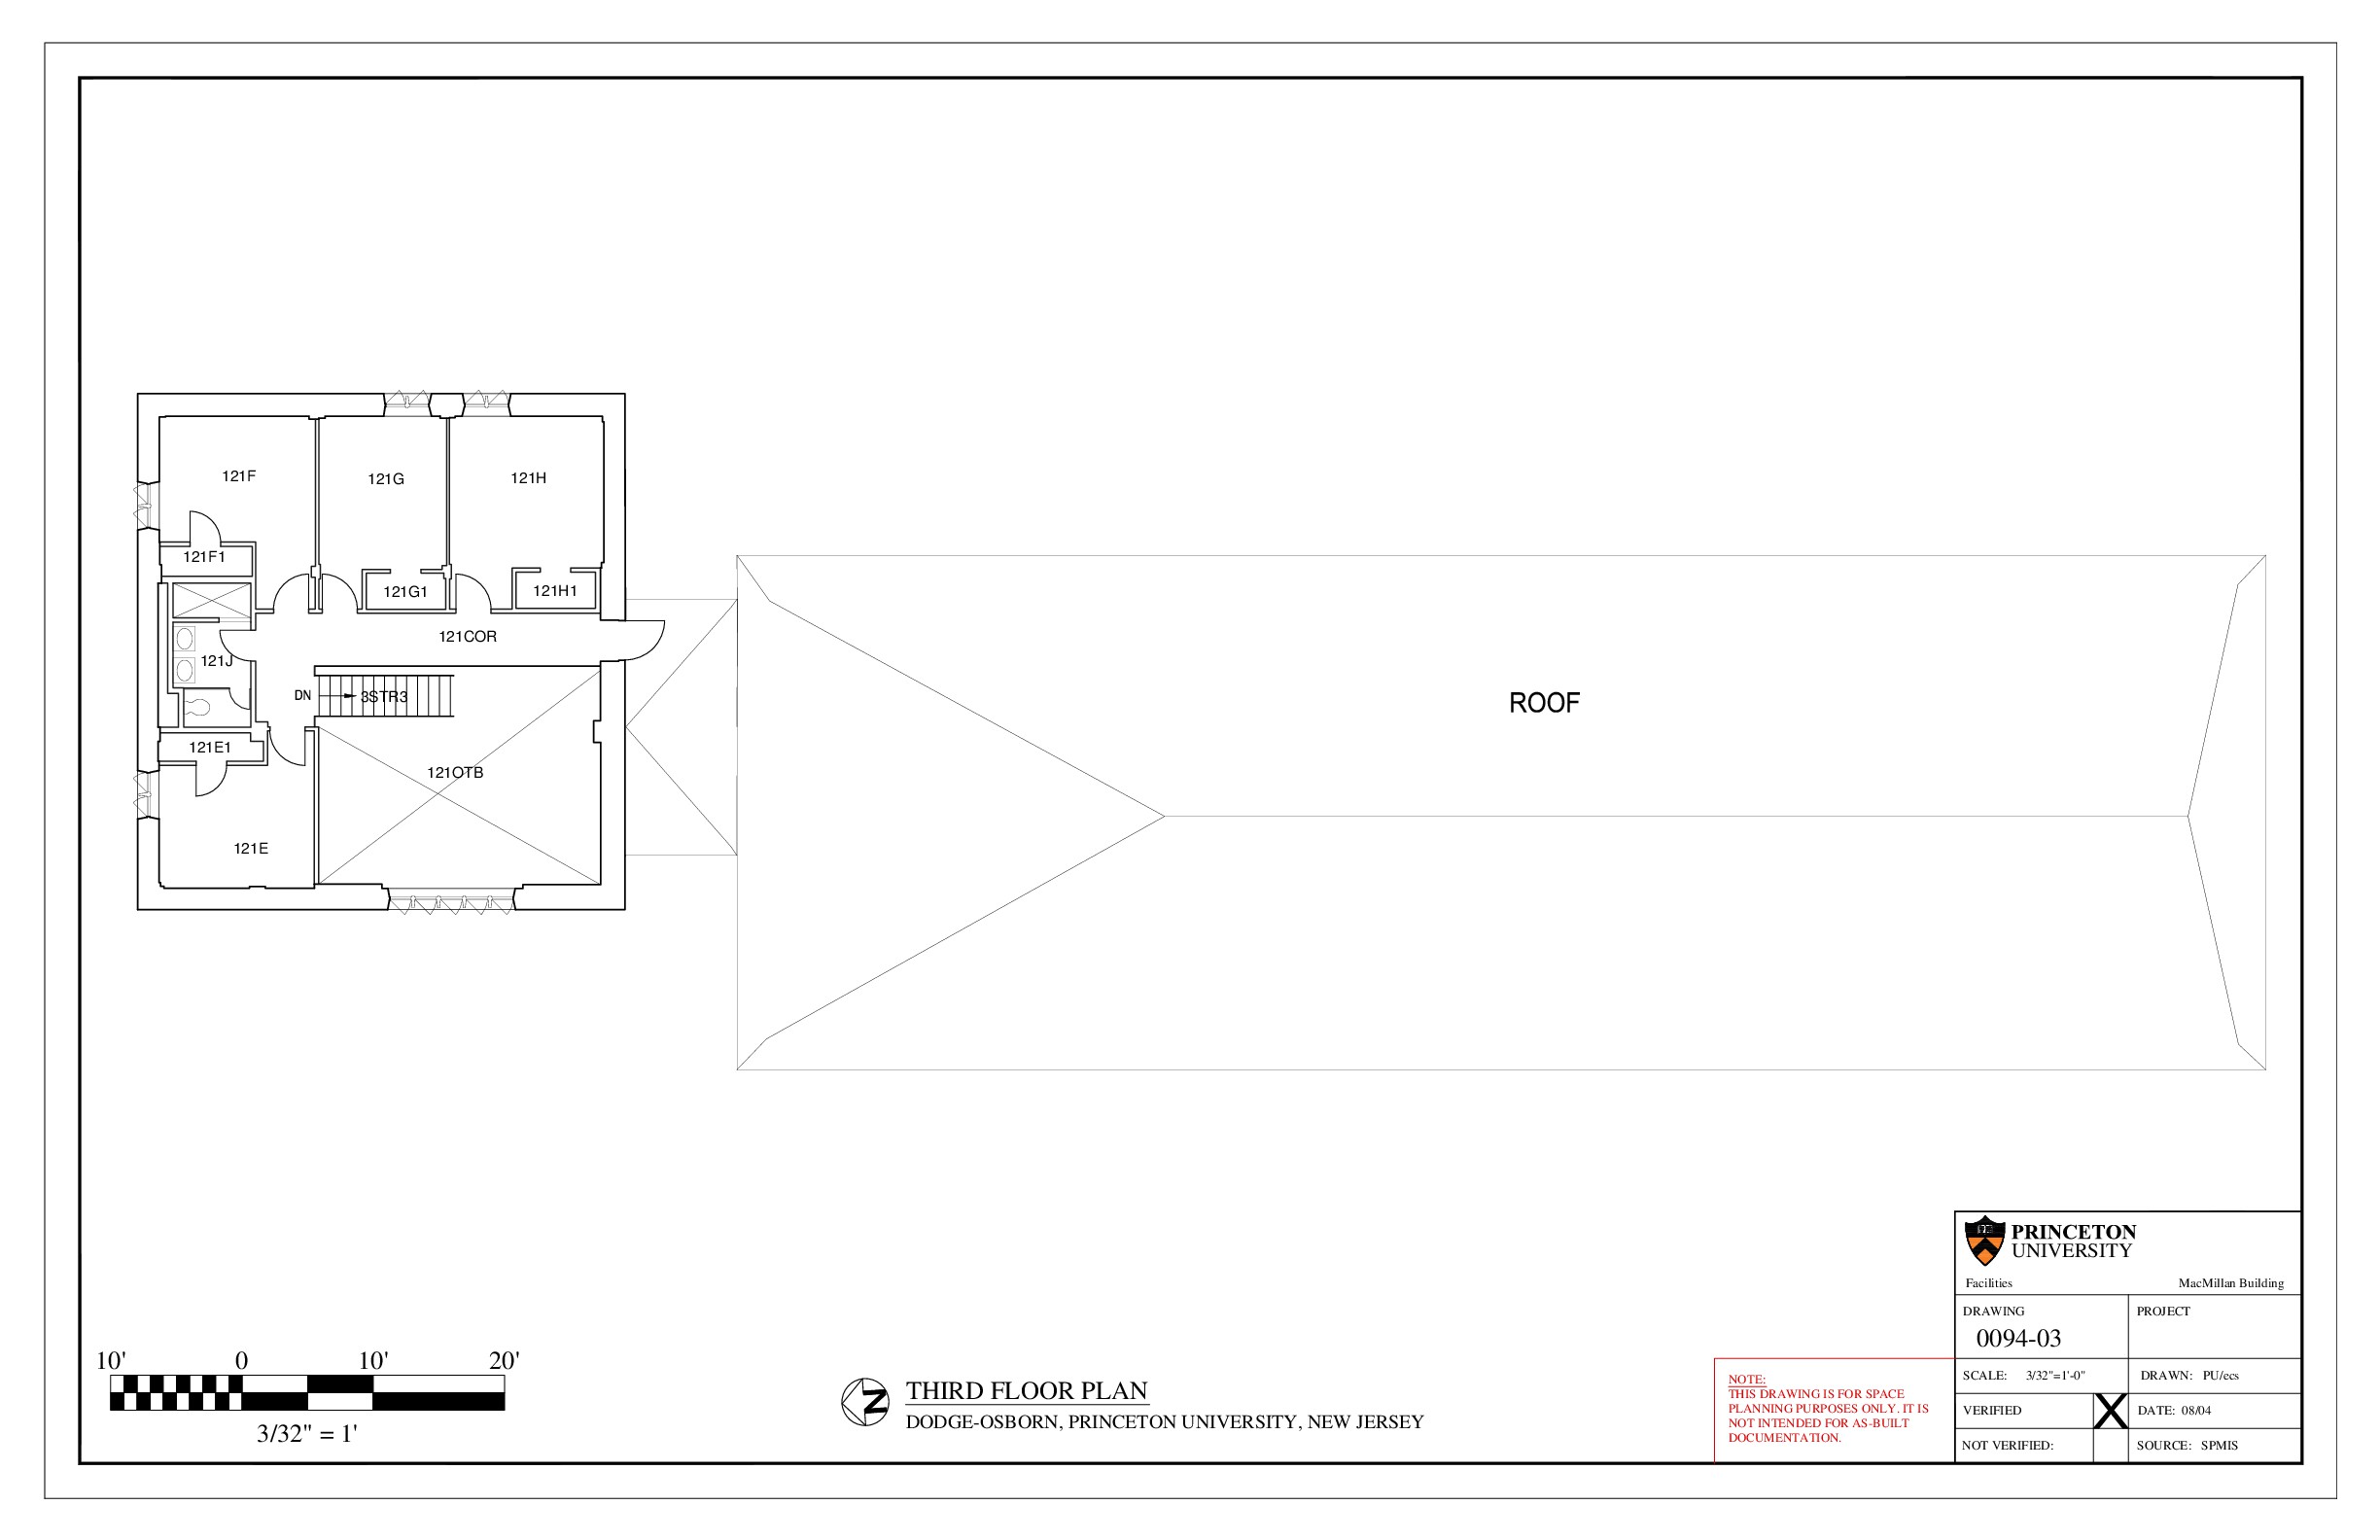 121F
121G
121H
121F1
121G1
121H1
121COR
121J
DN
3STR3
ROOF
121E1
121OTB
121E
10' 0 10' 20'
3/32" = 1'
N
THIRD FLOOR PLAN
DODGE-OSBORN, PRINCETON UNIVERSITY, NEW JERSEY
NOTE:
THIS DRAWING IS FOR SPACE
PLANNING PURPOSES ONLY. IT IS
NOT INTENDED FOR AS-BUILT
DOCUMENTATION.
PRINCETON
UNIVERSITY
Facilities MacMillan Building
DRAWING PROJECT
0094-03
SCALE: 3/32"=1'-0" DRAWN: PU/ecs
VERIFIED X DATE: 08/04
NOT VERIFIED: SOURCE: SPMIS